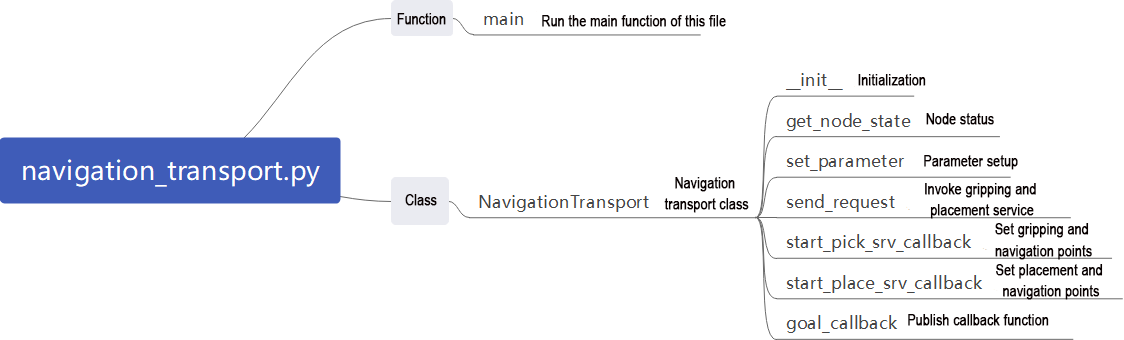 navigation_transport.py
Function
main Run the main function of this file
Class
NavigationTransport
Navigation
transport class
__init__ Initialization
get_node_state Node status
set_parameter Parameter setup
send_request
Invoke gripping and
placement service
start_pick_srv_callback
Set gripping and
navigation points
start_place_srv_callback
Set placement and
navigation points
goal_callback Publish callback function